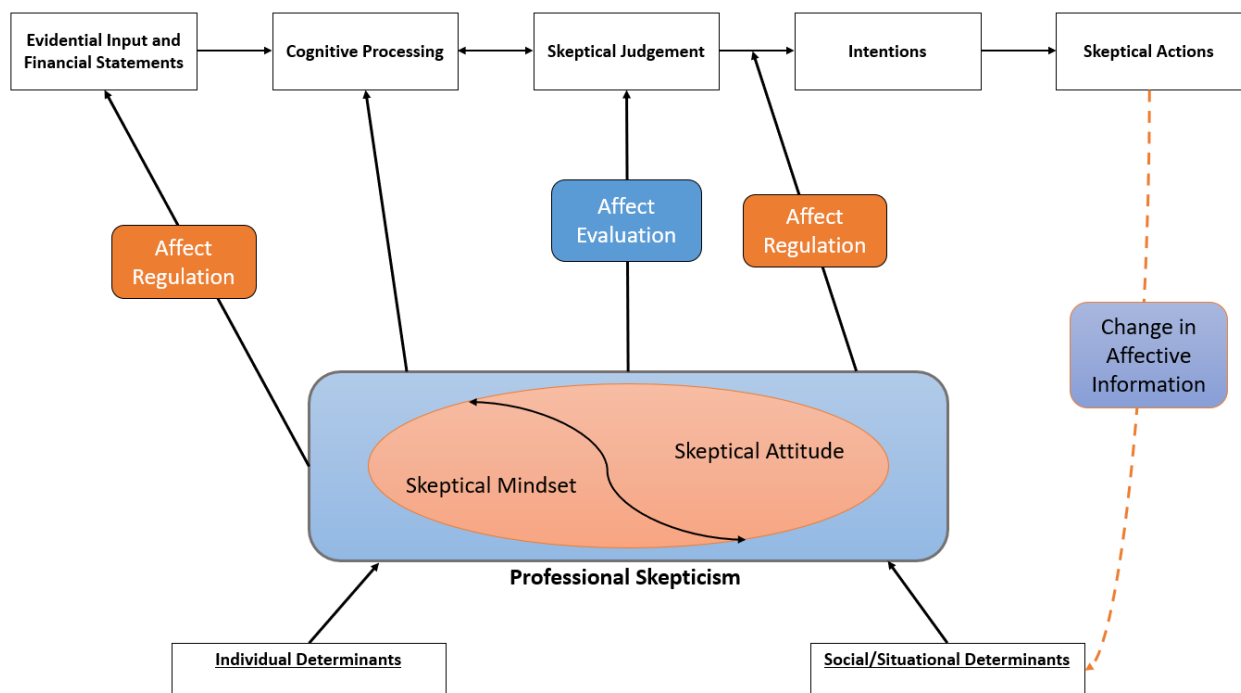 Evidential Input and
Financial Statements
Cognitive Processing
Skeptical Judgement
Intentions
Skeptical Actions
Affect
Regulation
Affect
Evaluation
Affect
Regulation
Change in
Affective
Information
Skeptical Attitude
Skeptical Mindset
Professional Skepticism
Individual Determinants
Social/Situational Determinants